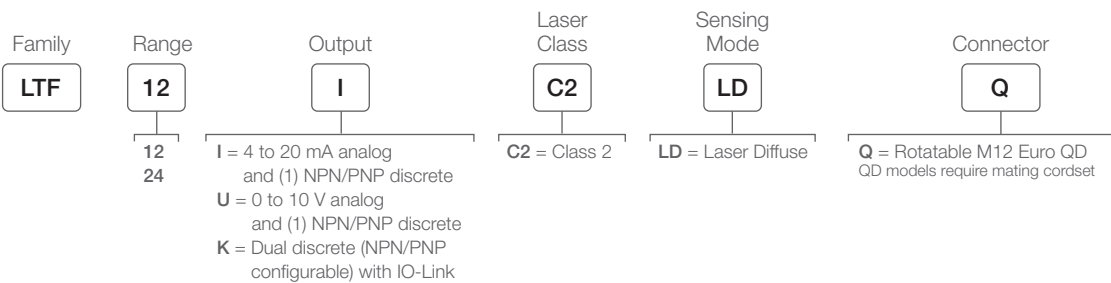 Family
Range
Output
Laser
Class
Sensing
Mode
Connector
LTF
12
I
C2
LD
Q
12
24
I = 4 to 20 mA analog
and (1) NPN/PNP discrete
U = 0 to 10 V analog
and (1) NPN/PNP discrete
K = Dual discrete (NPN/PNP
configurable) with IO-Link
C2 = Class 2
LD = Laser Diffuse
Q = Rotatable M12 Euro QD
QD models require mating cordset